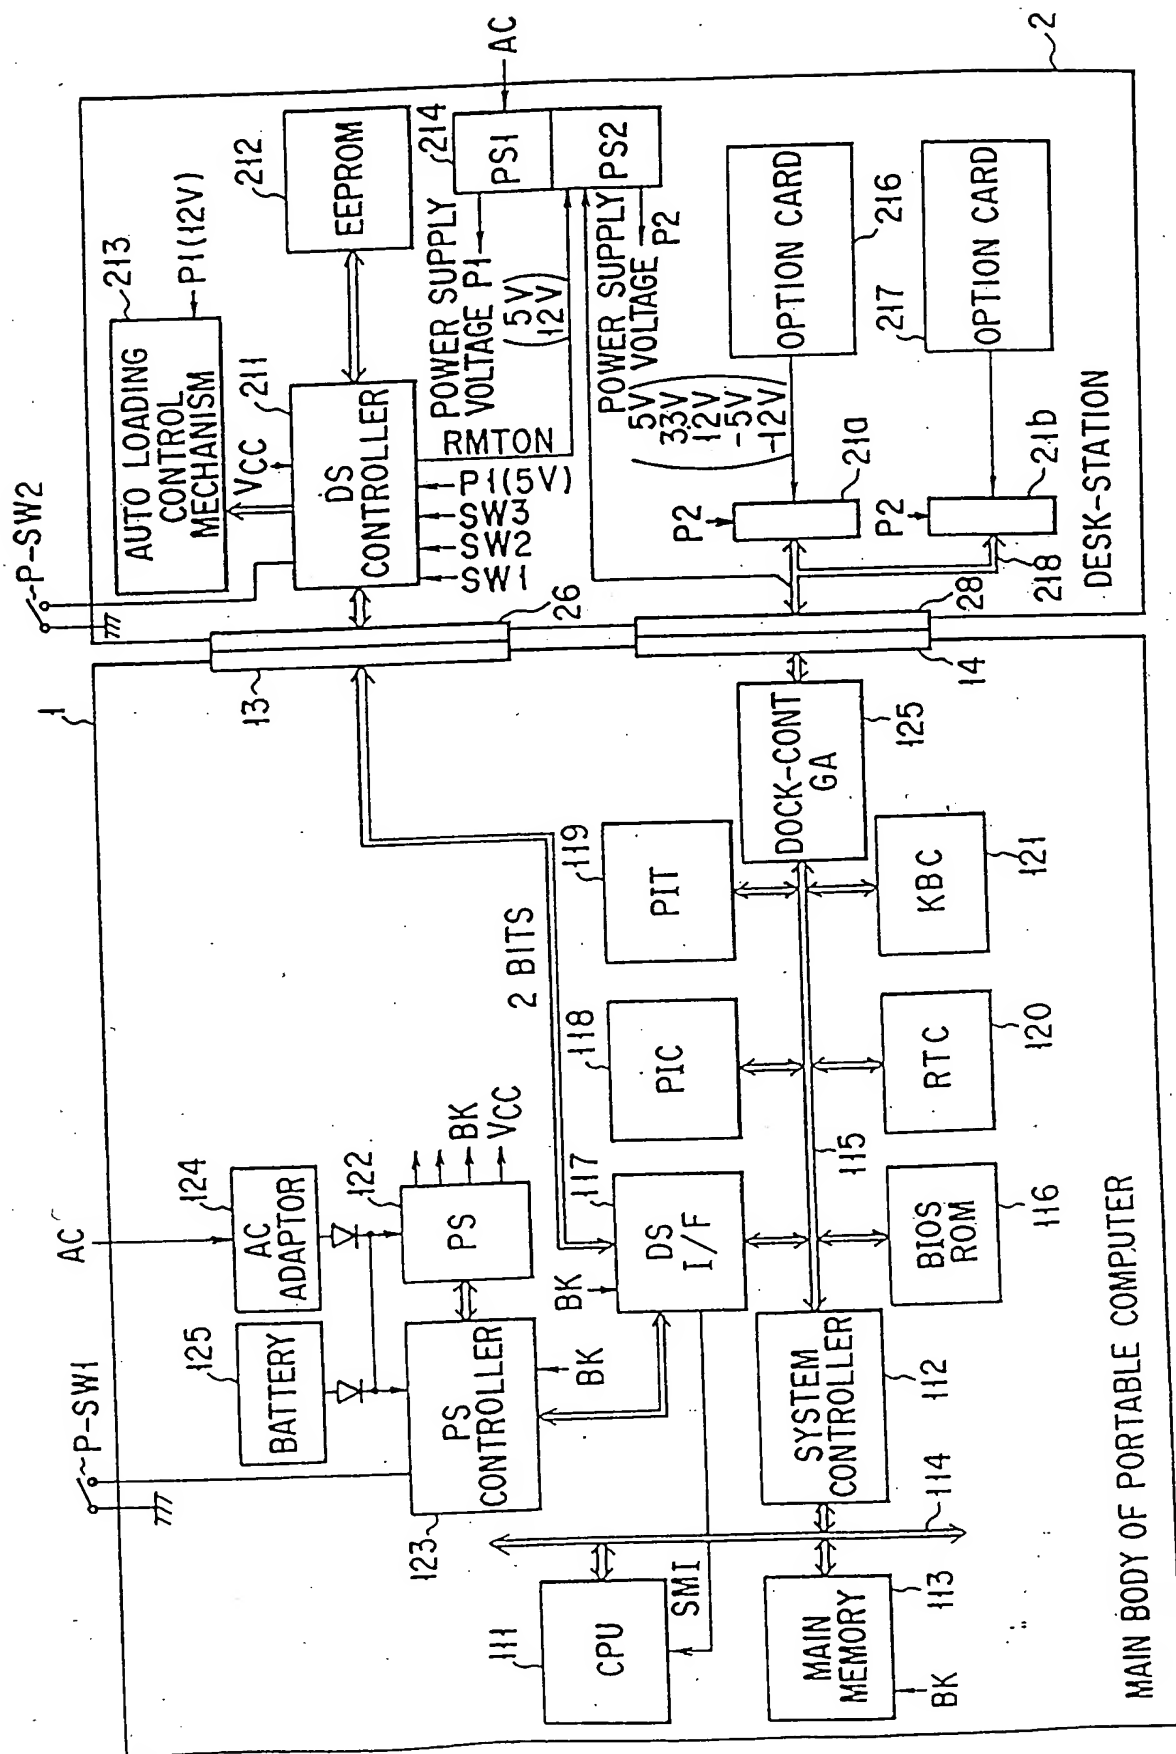 AC
P-SW1
1
P-SW2
124
AC
ADAPTOR
125
BATTERY
122
PS
BK
VCC
PS
CONTROLLER
123
BK
13
26
213
AUTO LOADING
CONTROL
MECHANISM
P1(12V)
VCC
211
DS
CONTROLLER
212
EEPROM
SW1
SW2
SW3
P1(5V)
RMTON
POWER SUPPLY
VOLTAGE P1
5V
12V
214
PS1
PS2
AC
POWER SUPPLY
VOLTAGE P2
5V
3.3V
12V
-5V
-12V
2 BITS
111
CPU
SMI
BK
117
DS
I/F
118
PIC
119
PIT
MAIN
MEMORY
113
BK
114
SYSTEM
CONTROLLER
112
115
BIOS
ROM
116
RTC
120
KBC
121
DOCK-CONT
GA
125
14
28
218
P2
21a
OPTION CARD
216
P2
21b
217
OPTION CARD
DESK-STATION
2
MAIN BODY OF PORTABLE COMPUTER